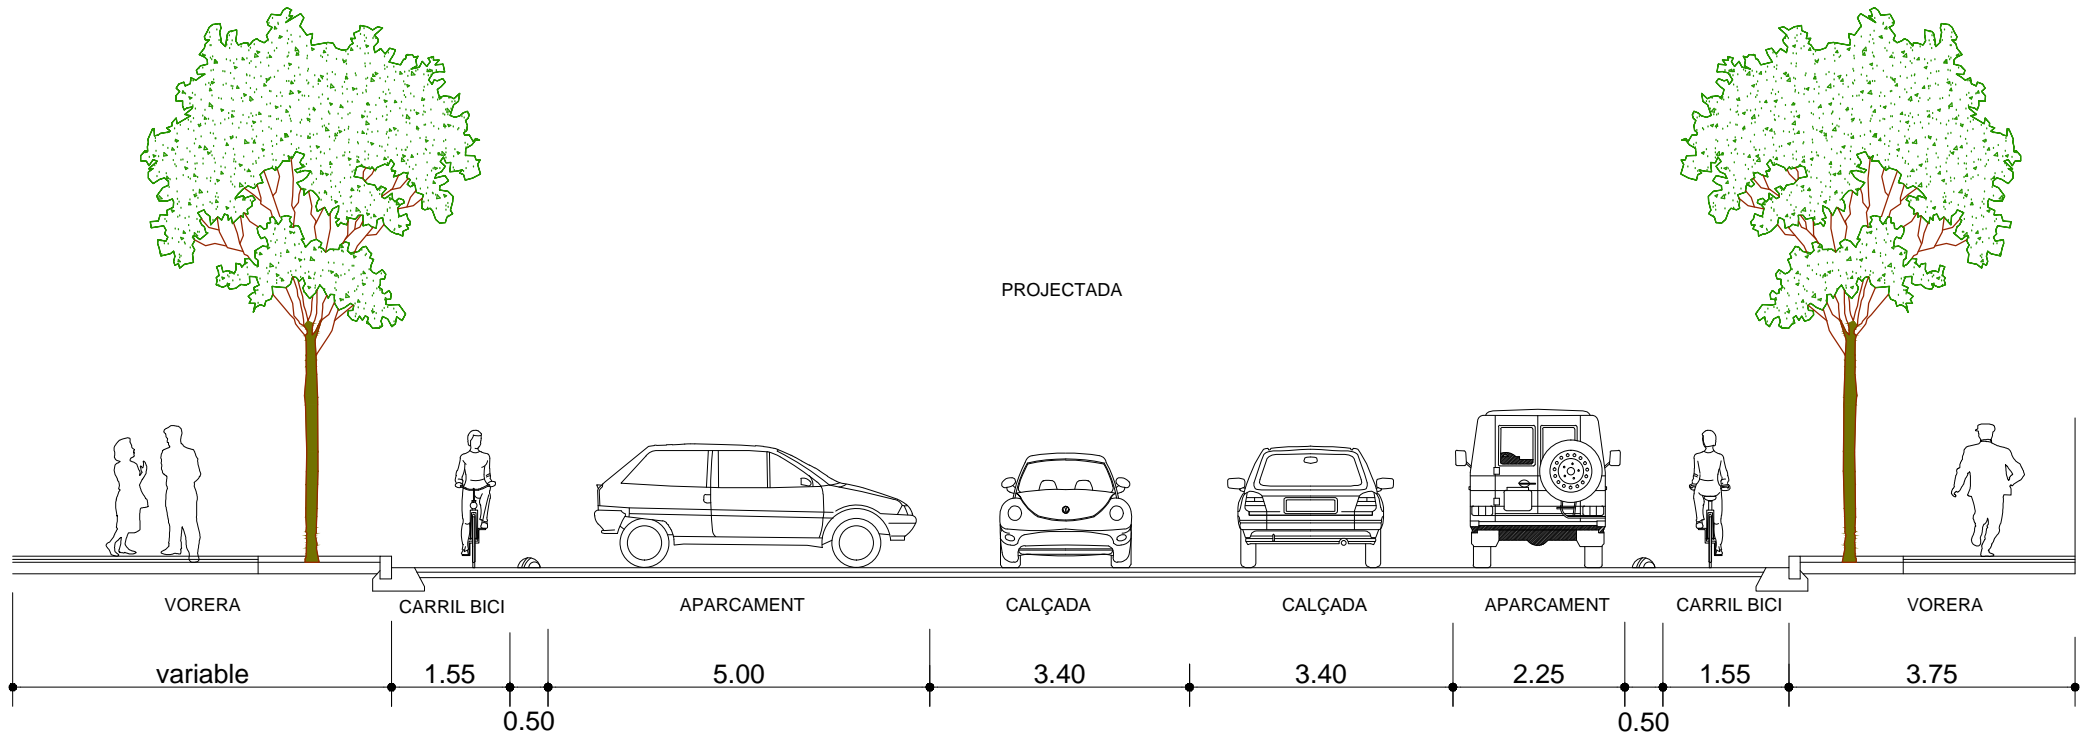 PROJECTADA
VORERA CARRIL BICI APARCAMENT CALÇADA CALÇADA APARCAMENT CARRIL BICI VORERA
variable 1.55 5.00 3.40 3.40 2.25 1.55 3.75
0.50 0.50